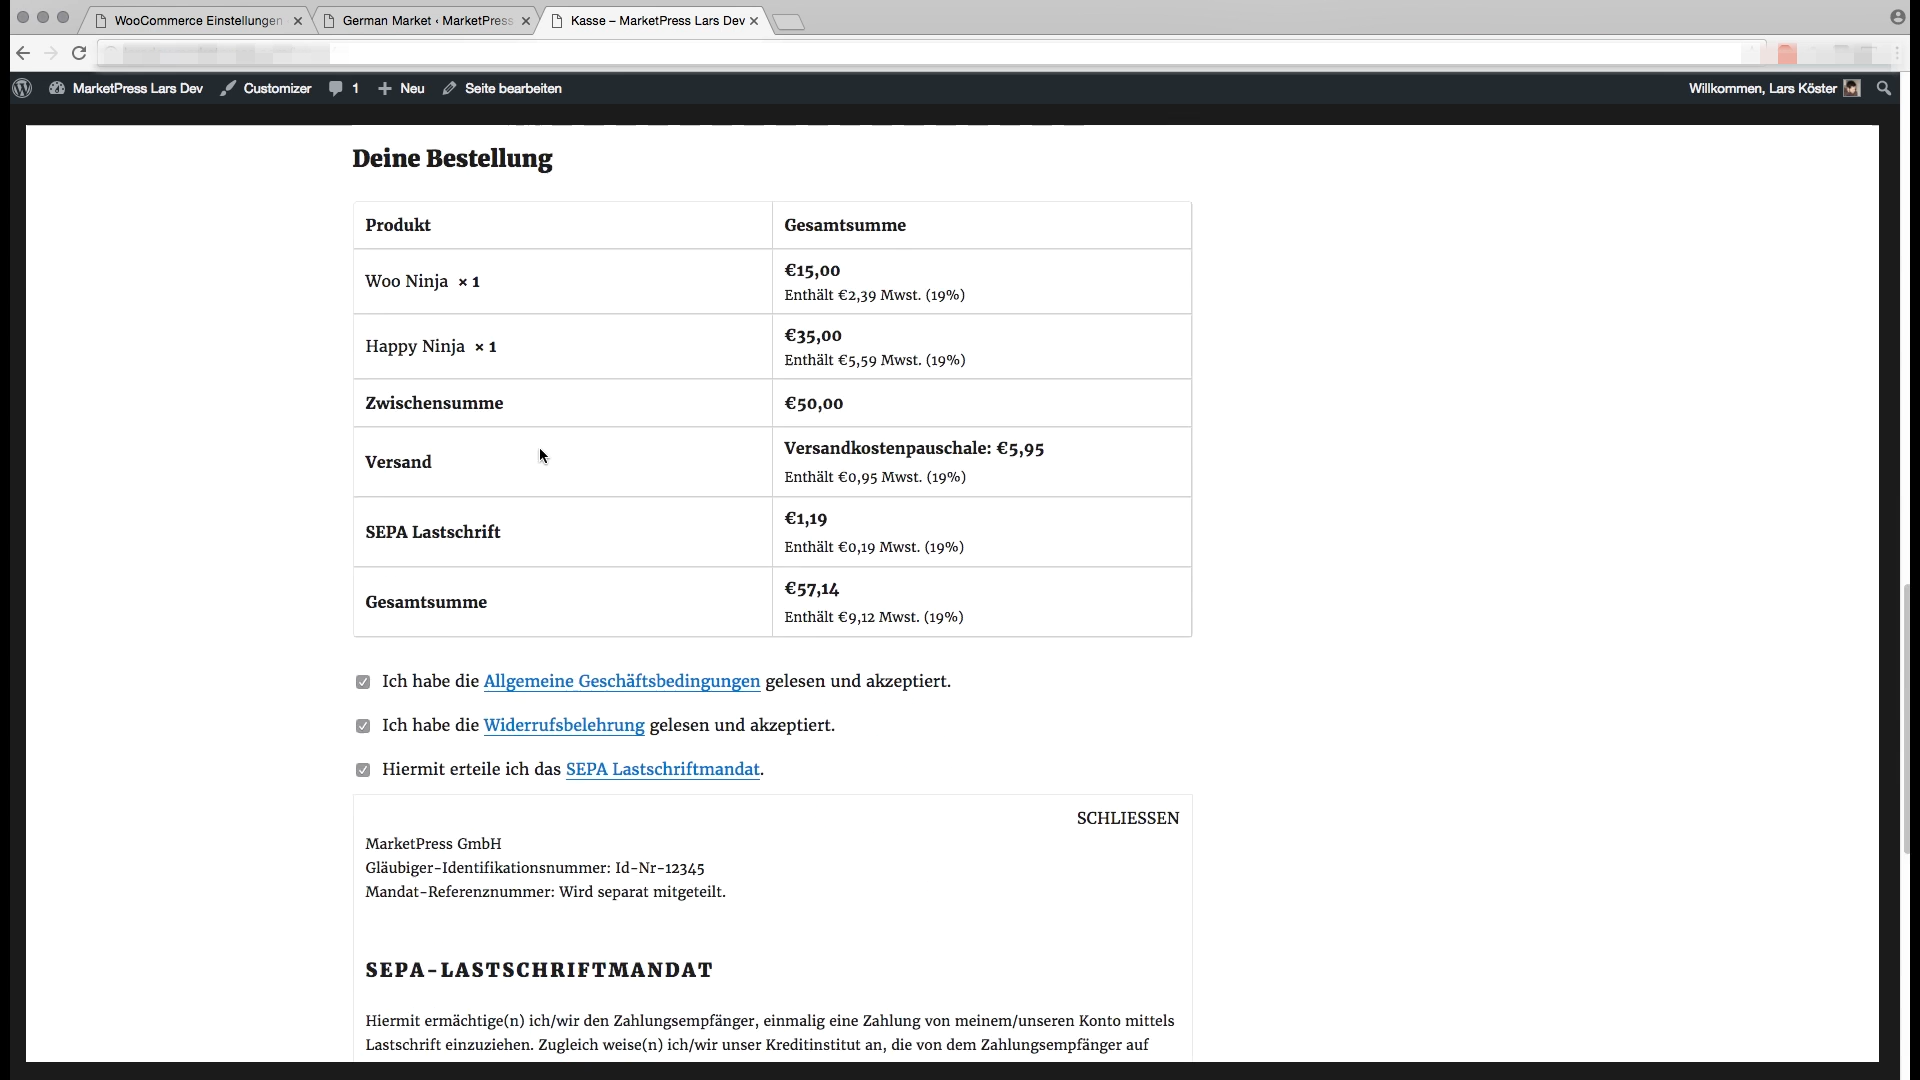 WooCommerce Einstellungen
German Market ‹ MarketPress
Kasse – MarketPress Lars Dev
MarketPress Lars Dev
Customizer
1
Neu
Seite bearbeiten
Willkommen, Lars Köster
Deine Bestellung
Produkt Gesamtsumme
Woo Ninja × 1
€15,00
Enthält €2,39 Mwst. (19%)
Happy Ninja × 1
€35,00
Enthält €5,59 Mwst. (19%)
Zwischensumme €50,00
Versand
Versandkostenpauschale: €5,95
Enthält €0,95 Mwst. (19%)
SEPA Lastschrift
€1,19
Enthält €0,19 Mwst. (19%)
Gesamtsumme
€57,14
Enthält €9,12 Mwst. (19%)
Ich habe die Allgemeine Geschäftsbedingungen gelesen und akzeptiert.
Ich habe die Widerrufsbelehrung gelesen und akzeptiert.
Hiermit erteile ich das SEPA Lastschriftmandat.
SCHLIESSEN
MarketPress GmbH
Gläubiger-Identifikationsnummer: Id-Nr-12345
Mandat-Referenznummer: Wird separat mitgeteilt.
SEPA-LASTSCHRIFTMANDAT
Hiermit ermächtige(n) ich/wir den Zahlungsempfänger, einmalig eine Zahlung von meinem/unseren Konto mittels
Lastschrift einzuziehen. Zugleich weise(n) ich/wir unser Kreditinstitut an, die von dem Zahlungsempfänger auf